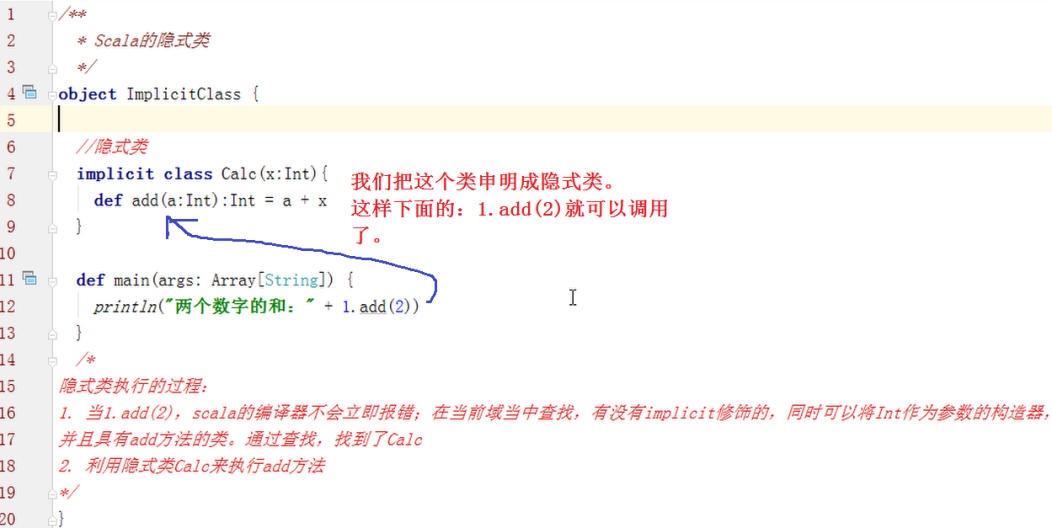 1 /**
2 * Scala的隐式类
3 */
4 object ImplicitClass {
5
6 //隐式类
7 implicit class Calc(x:Int){
我们把这个类申明成隐式类。
8 def add(a:Int):Int = a + x
这样下面的：1.add(2)就可以调用
9 }
了。
10
11 def main(args: Array[String]) {
12 println("两个数字的和：" + 1.add(2))
13 }
14 /*
15 隐式类执行的过程：
16 1. 当1.add(2)，scala的编译器不会立即报错；在当前域当中查找，有没有implicit修饰的，同时可以将Int作为参数的构造器，
17 并且具有add方法的类。通过查找，找到了Calc
18 2. 利用隐式类Calc来执行add方法
19 */
20 }